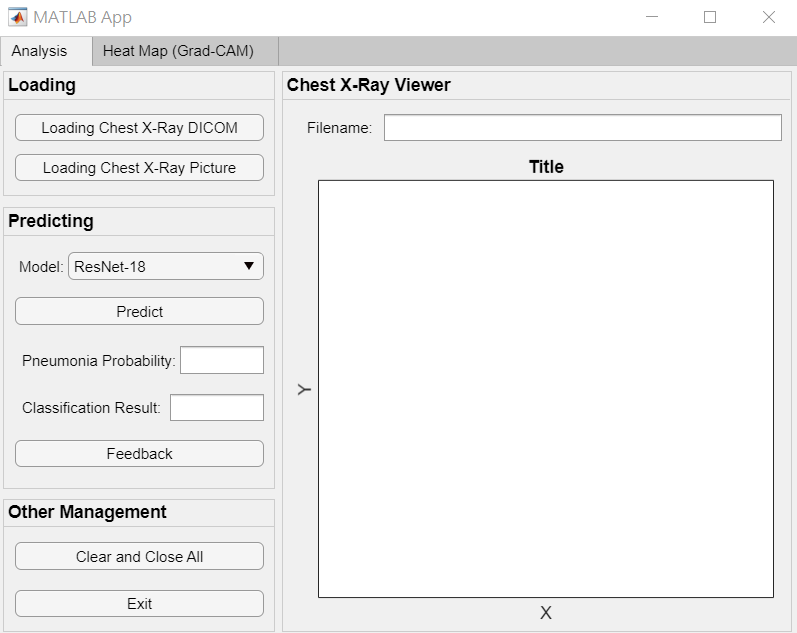 MATLAB App
Analysis
Heat Map (Grad-CAM)
Loading
Loading Chest X-Ray DICOM
Loading Chest X-Ray Picture
Predicting
Model: ResNet-18
Predict
Pneumonia Probability:
Classification Result:
Feedback
Other Management
Clear and Close All
Exit
Chest X-Ray Viewer
Filename:
Title
Y
X